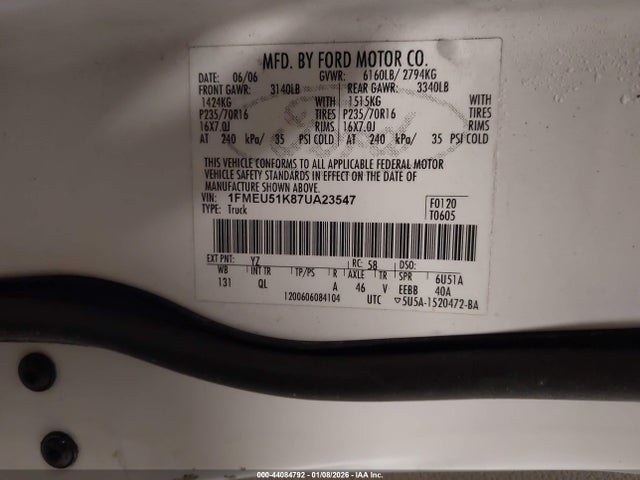 MFD. BY FORD MOTOR CO.
DATE: 06/06 GVWR: 6160LB/ 2794KG
FRONT GAWR: 3140LB REAR GAWR: 3340LB
1424KG WITH 1515KG WITH
P235/70R16 TIRES P235/70R16 TIRES
16X7.0J RIMS 16X7.0J RIMS
AT 240 kPa/ 35 PSI COLD AT 240 kPa/ 35 PSI COLD
THIS VEHICLE CONFORMS TO ALL APPLICABLE FEDERAL MOTOR
VEHICLE SAFETY STANDARDS IN EFFECT ON THE DATE OF
MANUFACTURE SHOWN ABOVE.
VIN: 1FMEU51K87UA23547 F0120
TYPE: Truck T0605
EXT PNT: YZ RC: 58 DSO:
WB INT TR TP/PS R AXLE TR SPR 6U51A
131 QL A 46 V EEBB 40A
1200606084104 UTC ▽5U5A-1520472-BA
000-44084792 - 01/08/2026 - IAA Inc.